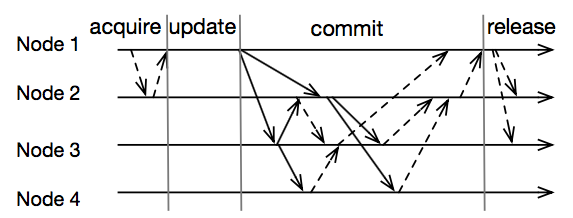 acquire update commit release
Node 1
Node 2
Node 3
Node 4